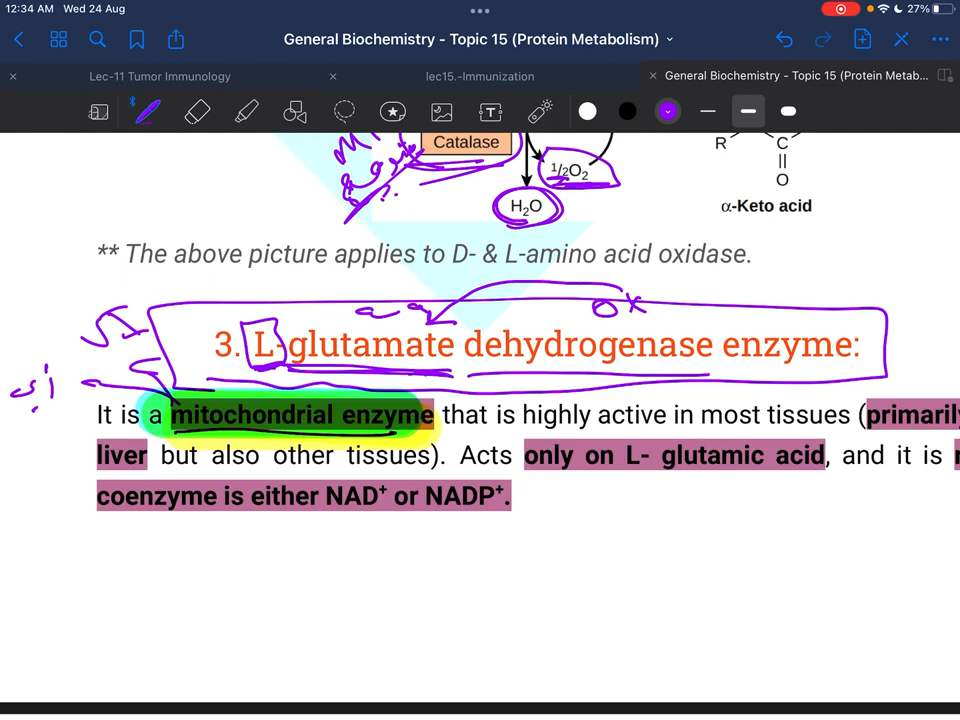 12:34 AM Wed 24 Aug
27%
General Biochemistry - Topic 15 (Protein Metabolism)
Lec-11 Tumor Immunology
lec15.-Immunization
General Biochemistry - Topic 15 (Protein Metab...
Catalase
½O₂
H₂O
R
C
O
α-Keto acid
** The above picture applies to D- & L-amino acid oxidase.
3. L-glutamate dehydrogenase enzyme:
It is a mitochondrial enzyme that is highly active in most tissues (primarily
liver but also other tissues). Acts only on L- glutamic acid, and it is
coenzyme is either NAD⁺ or NADP⁺.